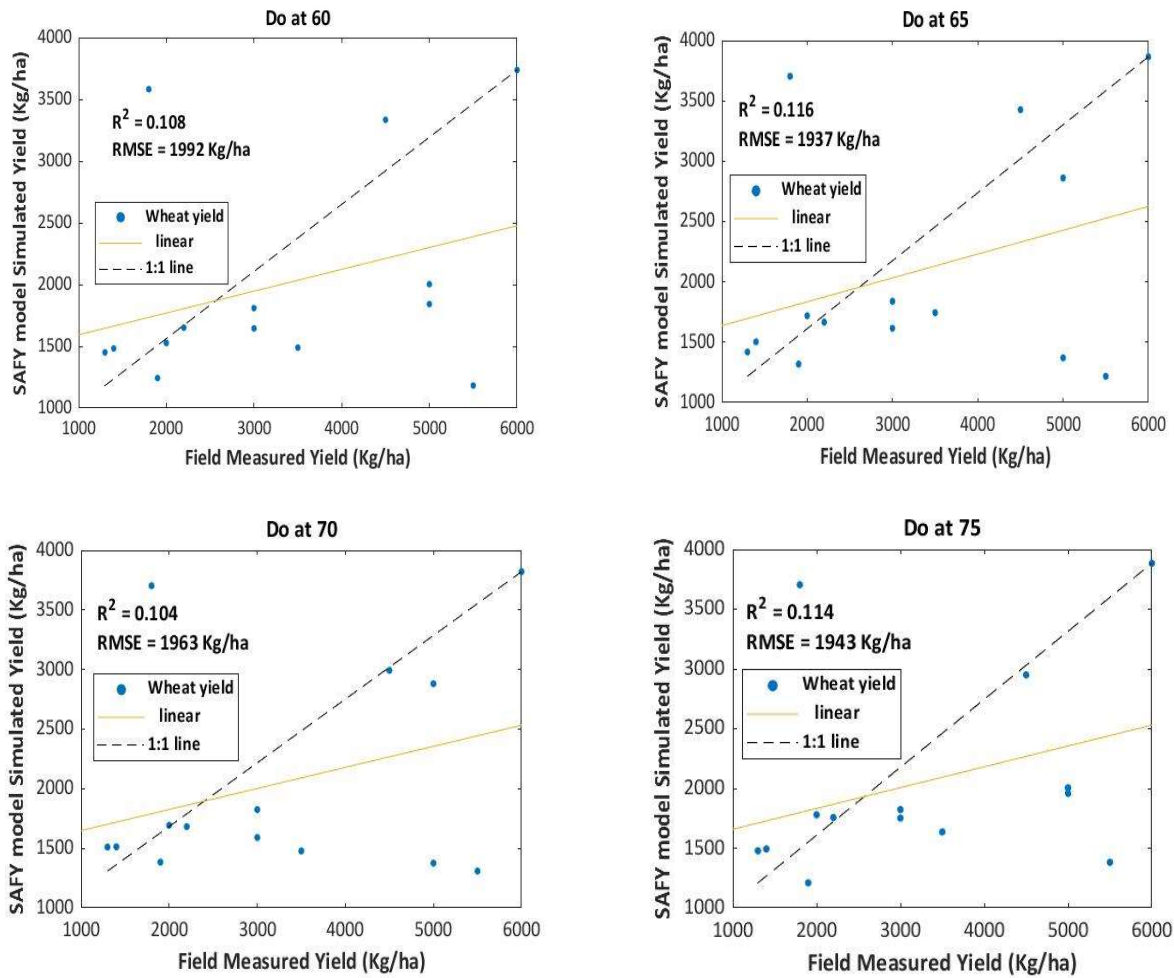 Do at 60
SAFY model Simulated Yield (Kg/ha)
4000
3500
3000
2500
2000
1500
1000
R² = 0.108
RMSE = 1992 Kg/ha
Wheat yield
linear
1:1 line
1000 2000 3000 4000 5000 6000
Field Measured Yield (Kg/ha)
Do at 65
SAFY model Simulated Yield (Kg/ha)
4000
3500
3000
2500
2000
1500
1000
R² = 0.116
RMSE = 1937 Kg/ha
Wheat yield
linear
1:1 line
1000 2000 3000 4000 5000 6000
Field Measured Yield (Kg/ha)
Do at 70
SAFY model Simulated Yield (Kg/ha)
4000
3500
3000
2500
2000
1500
1000
R² = 0.104
RMSE = 1963 Kg/ha
Wheat yield
linear
1:1 line
1000 2000 3000 4000 5000 6000
Field Measured Yield (Kg/ha)
Do at 75
SAFY model Simulated Yield (Kg/ha)
4000
3500
3000
2500
2000
1500
1000
R² = 0.114
RMSE = 1943 Kg/ha
Wheat yield
linear
1:1 line
1000 2000 3000 4000 5000 6000
Field Measured Yield (Kg/ha)